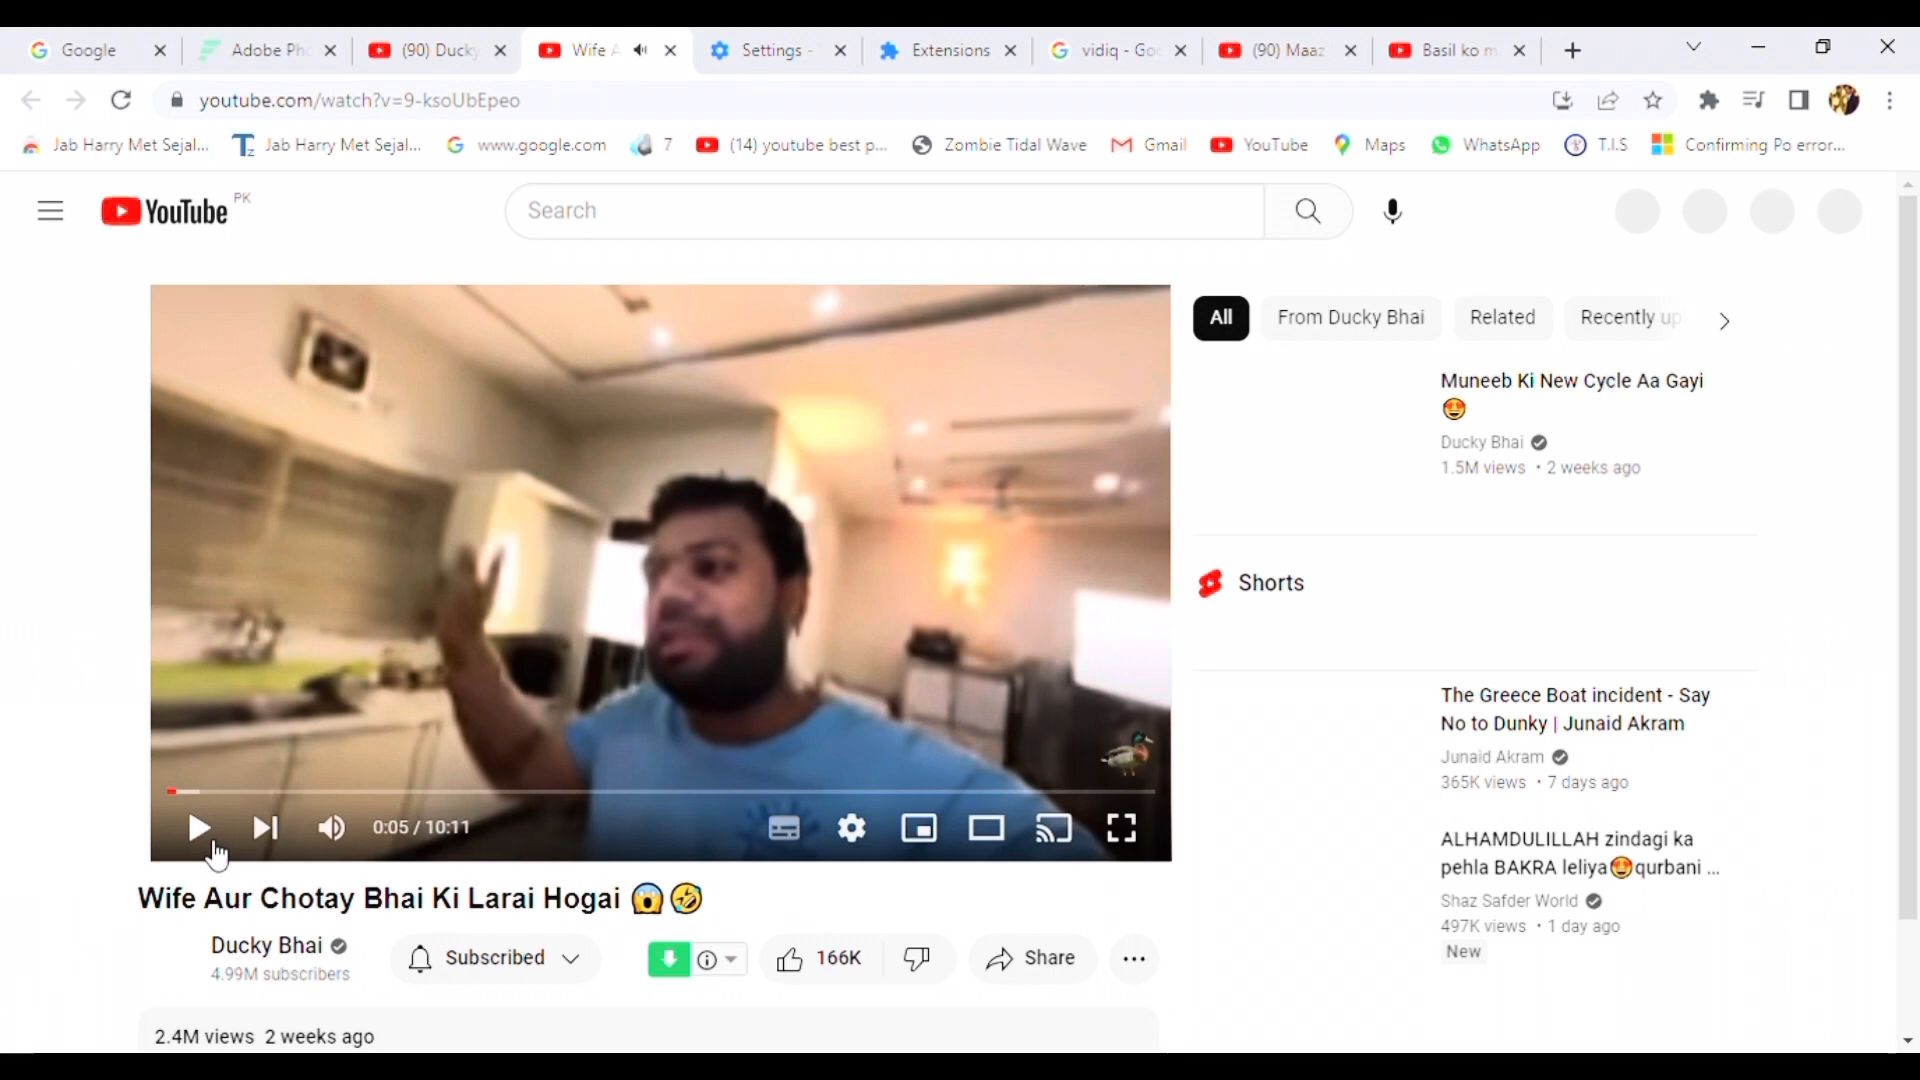 Google
Adobe Pho
(90) Ducky
Wife A
Settings -
Extensions
vidiq - Goo
(90) Maaz
Basil ko m
youtube.com/watch?v=9-ksoUbEpeo
Jab Harry Met Sejal...
Jab Harry Met Sejal...
www.google.com
7
(14) youtube best p...
Zombie Tidal Wave
Gmail
YouTube
Maps
WhatsApp
T.I.S
Confirming Po error...
YouTube PK
Search
All
From Ducky Bhai
Related
Recently up
Muneeb Ki New Cycle Aa Gayi
😍
Ducky Bhai
1.5M views • 2 weeks ago
Shorts
The Greece Boat incident - Say
No to Dunky | Junaid Akram
Junaid Akram
365K views • 7 days ago
ALHAMDULILLAH zindagi ka
pehla BAKRA leliya😍qurbani ...
Shaz Safder World
497K views • 1 day ago
New
0:05 / 10:11
Wife Aur Chotay Bhai Ki Larai Hogai 😱🤣
Ducky Bhai
4.99M subscribers
Subscribed
166K
Share
2.4M views 2 weeks ago